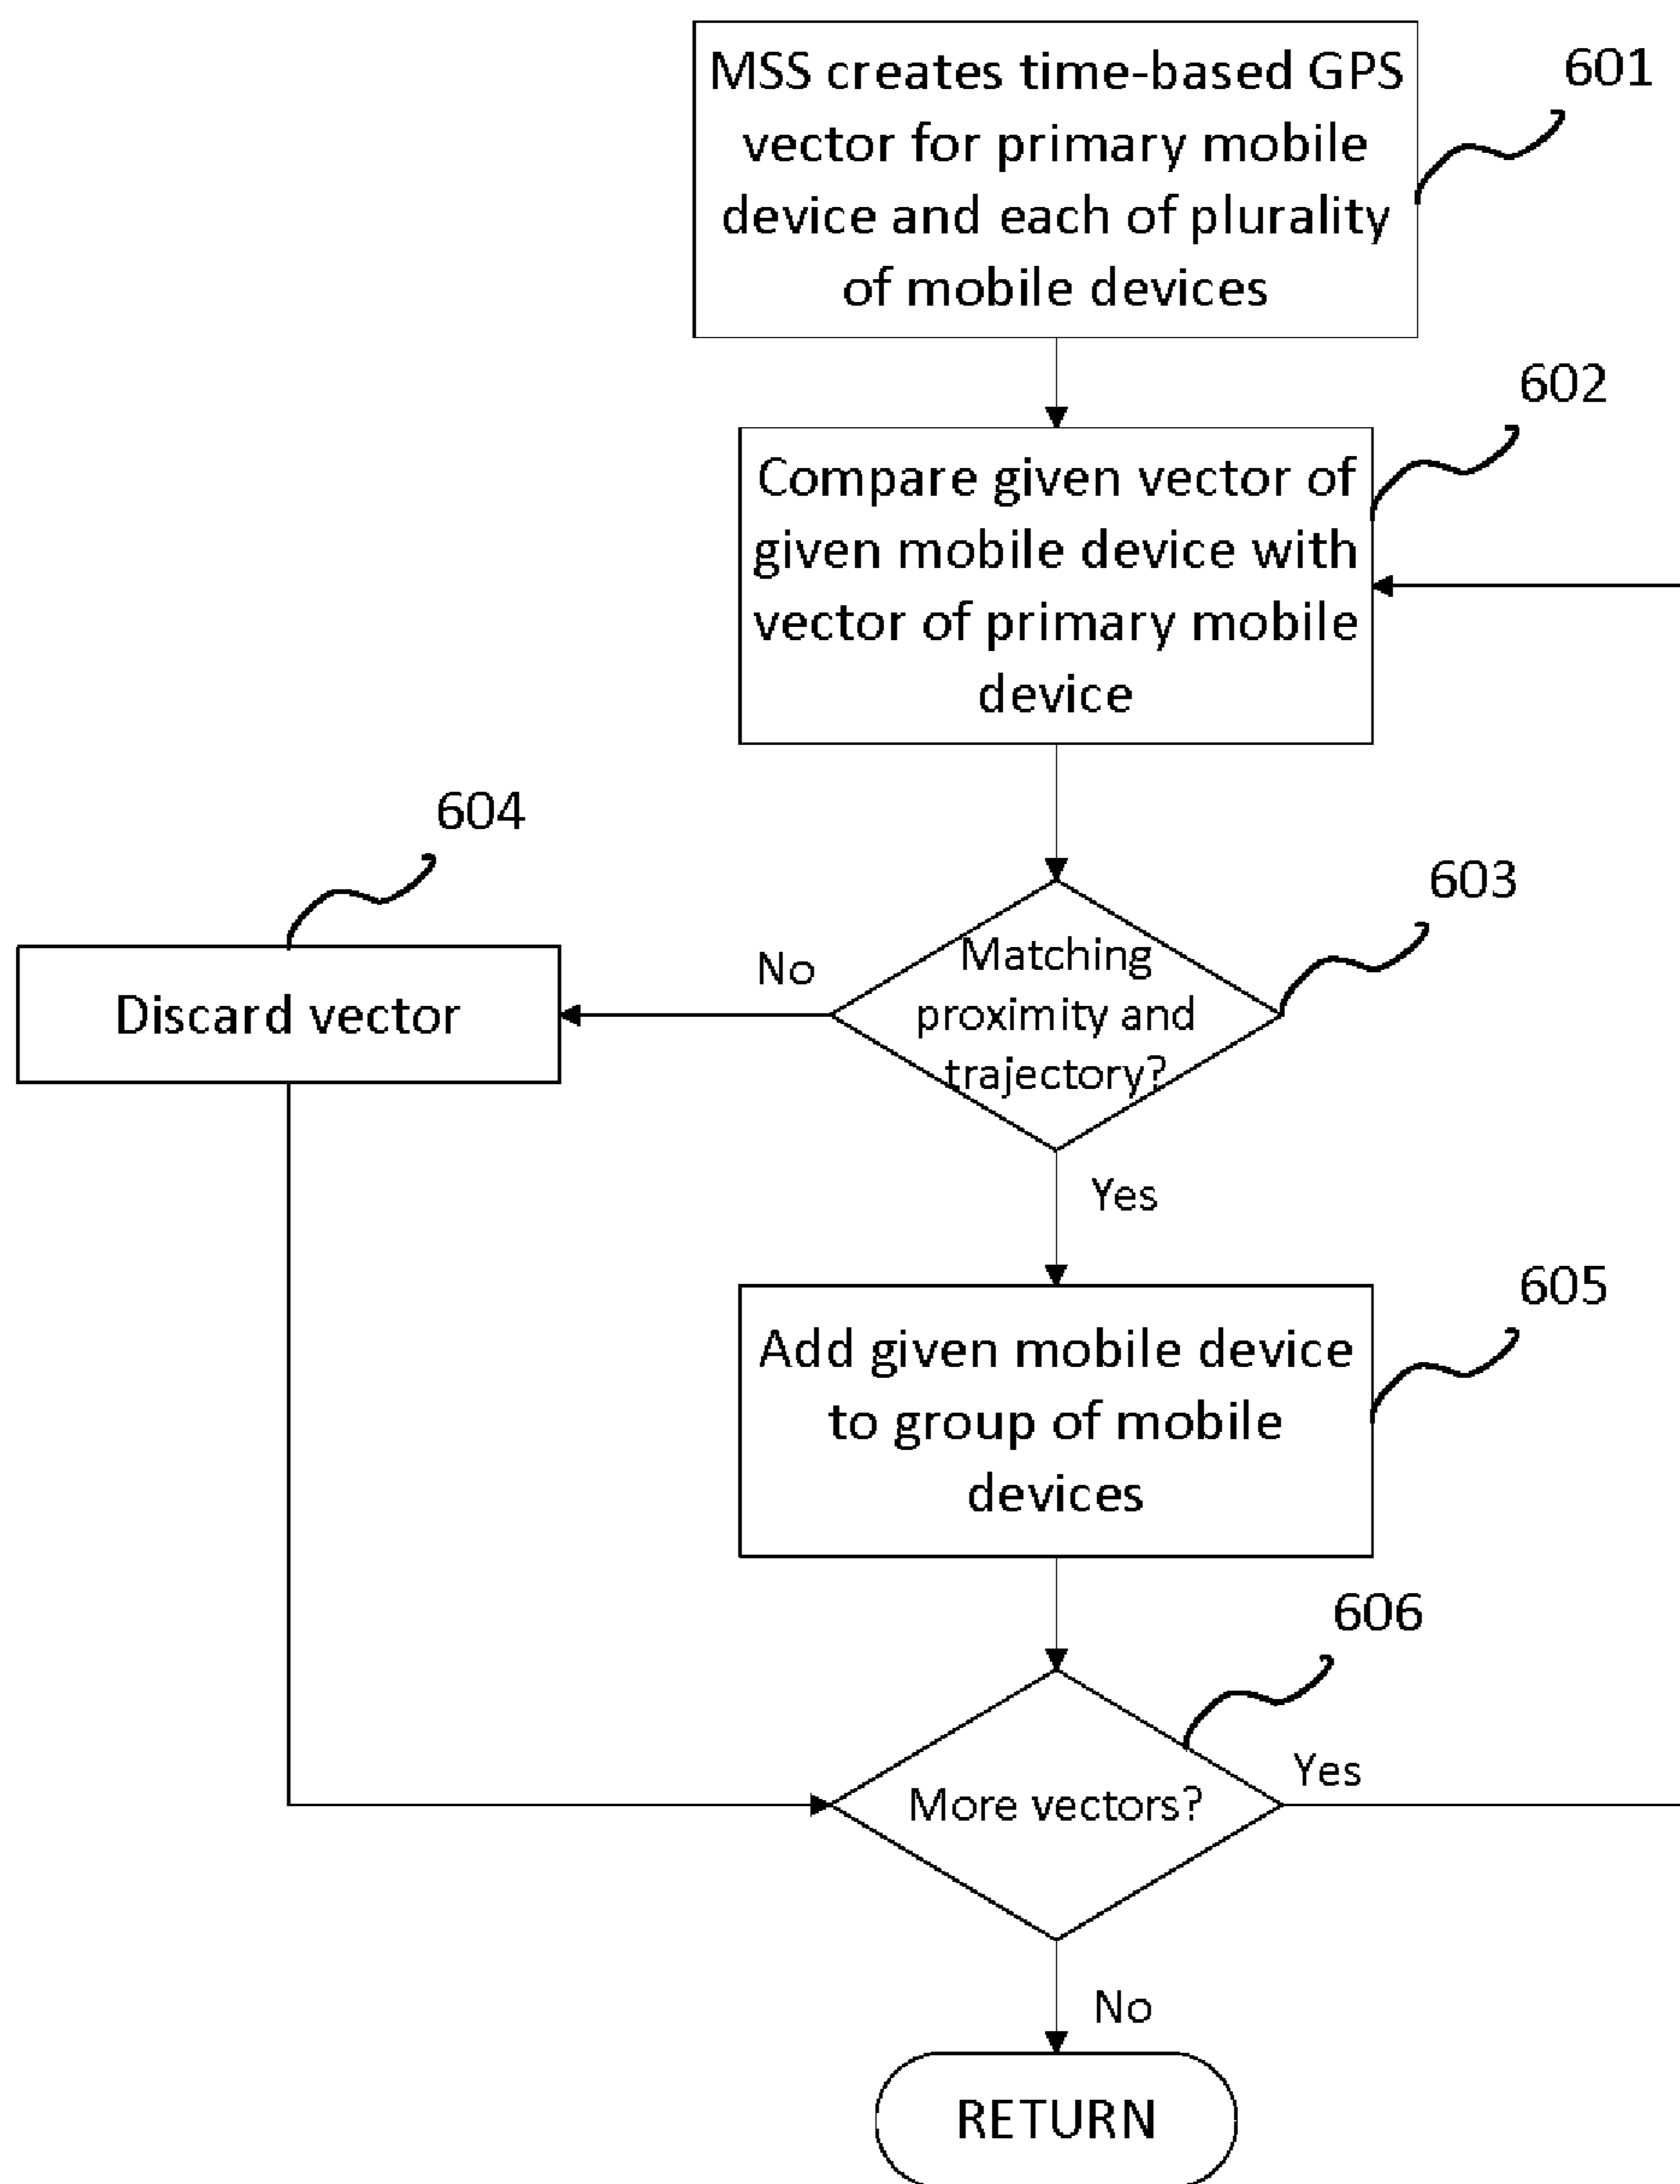 MSS creates time-based GPS
vector for primary mobile
device and each of plurality
of mobile devices
601
602
Compare given vector of
given mobile device with
vector of primary mobile
device
604
603
No
Matching
proximity and
trajectory?
Discard vector
Yes
605
Add given mobile device
to group of mobile
devices
606
Yes
More vectors?
No
RETURN